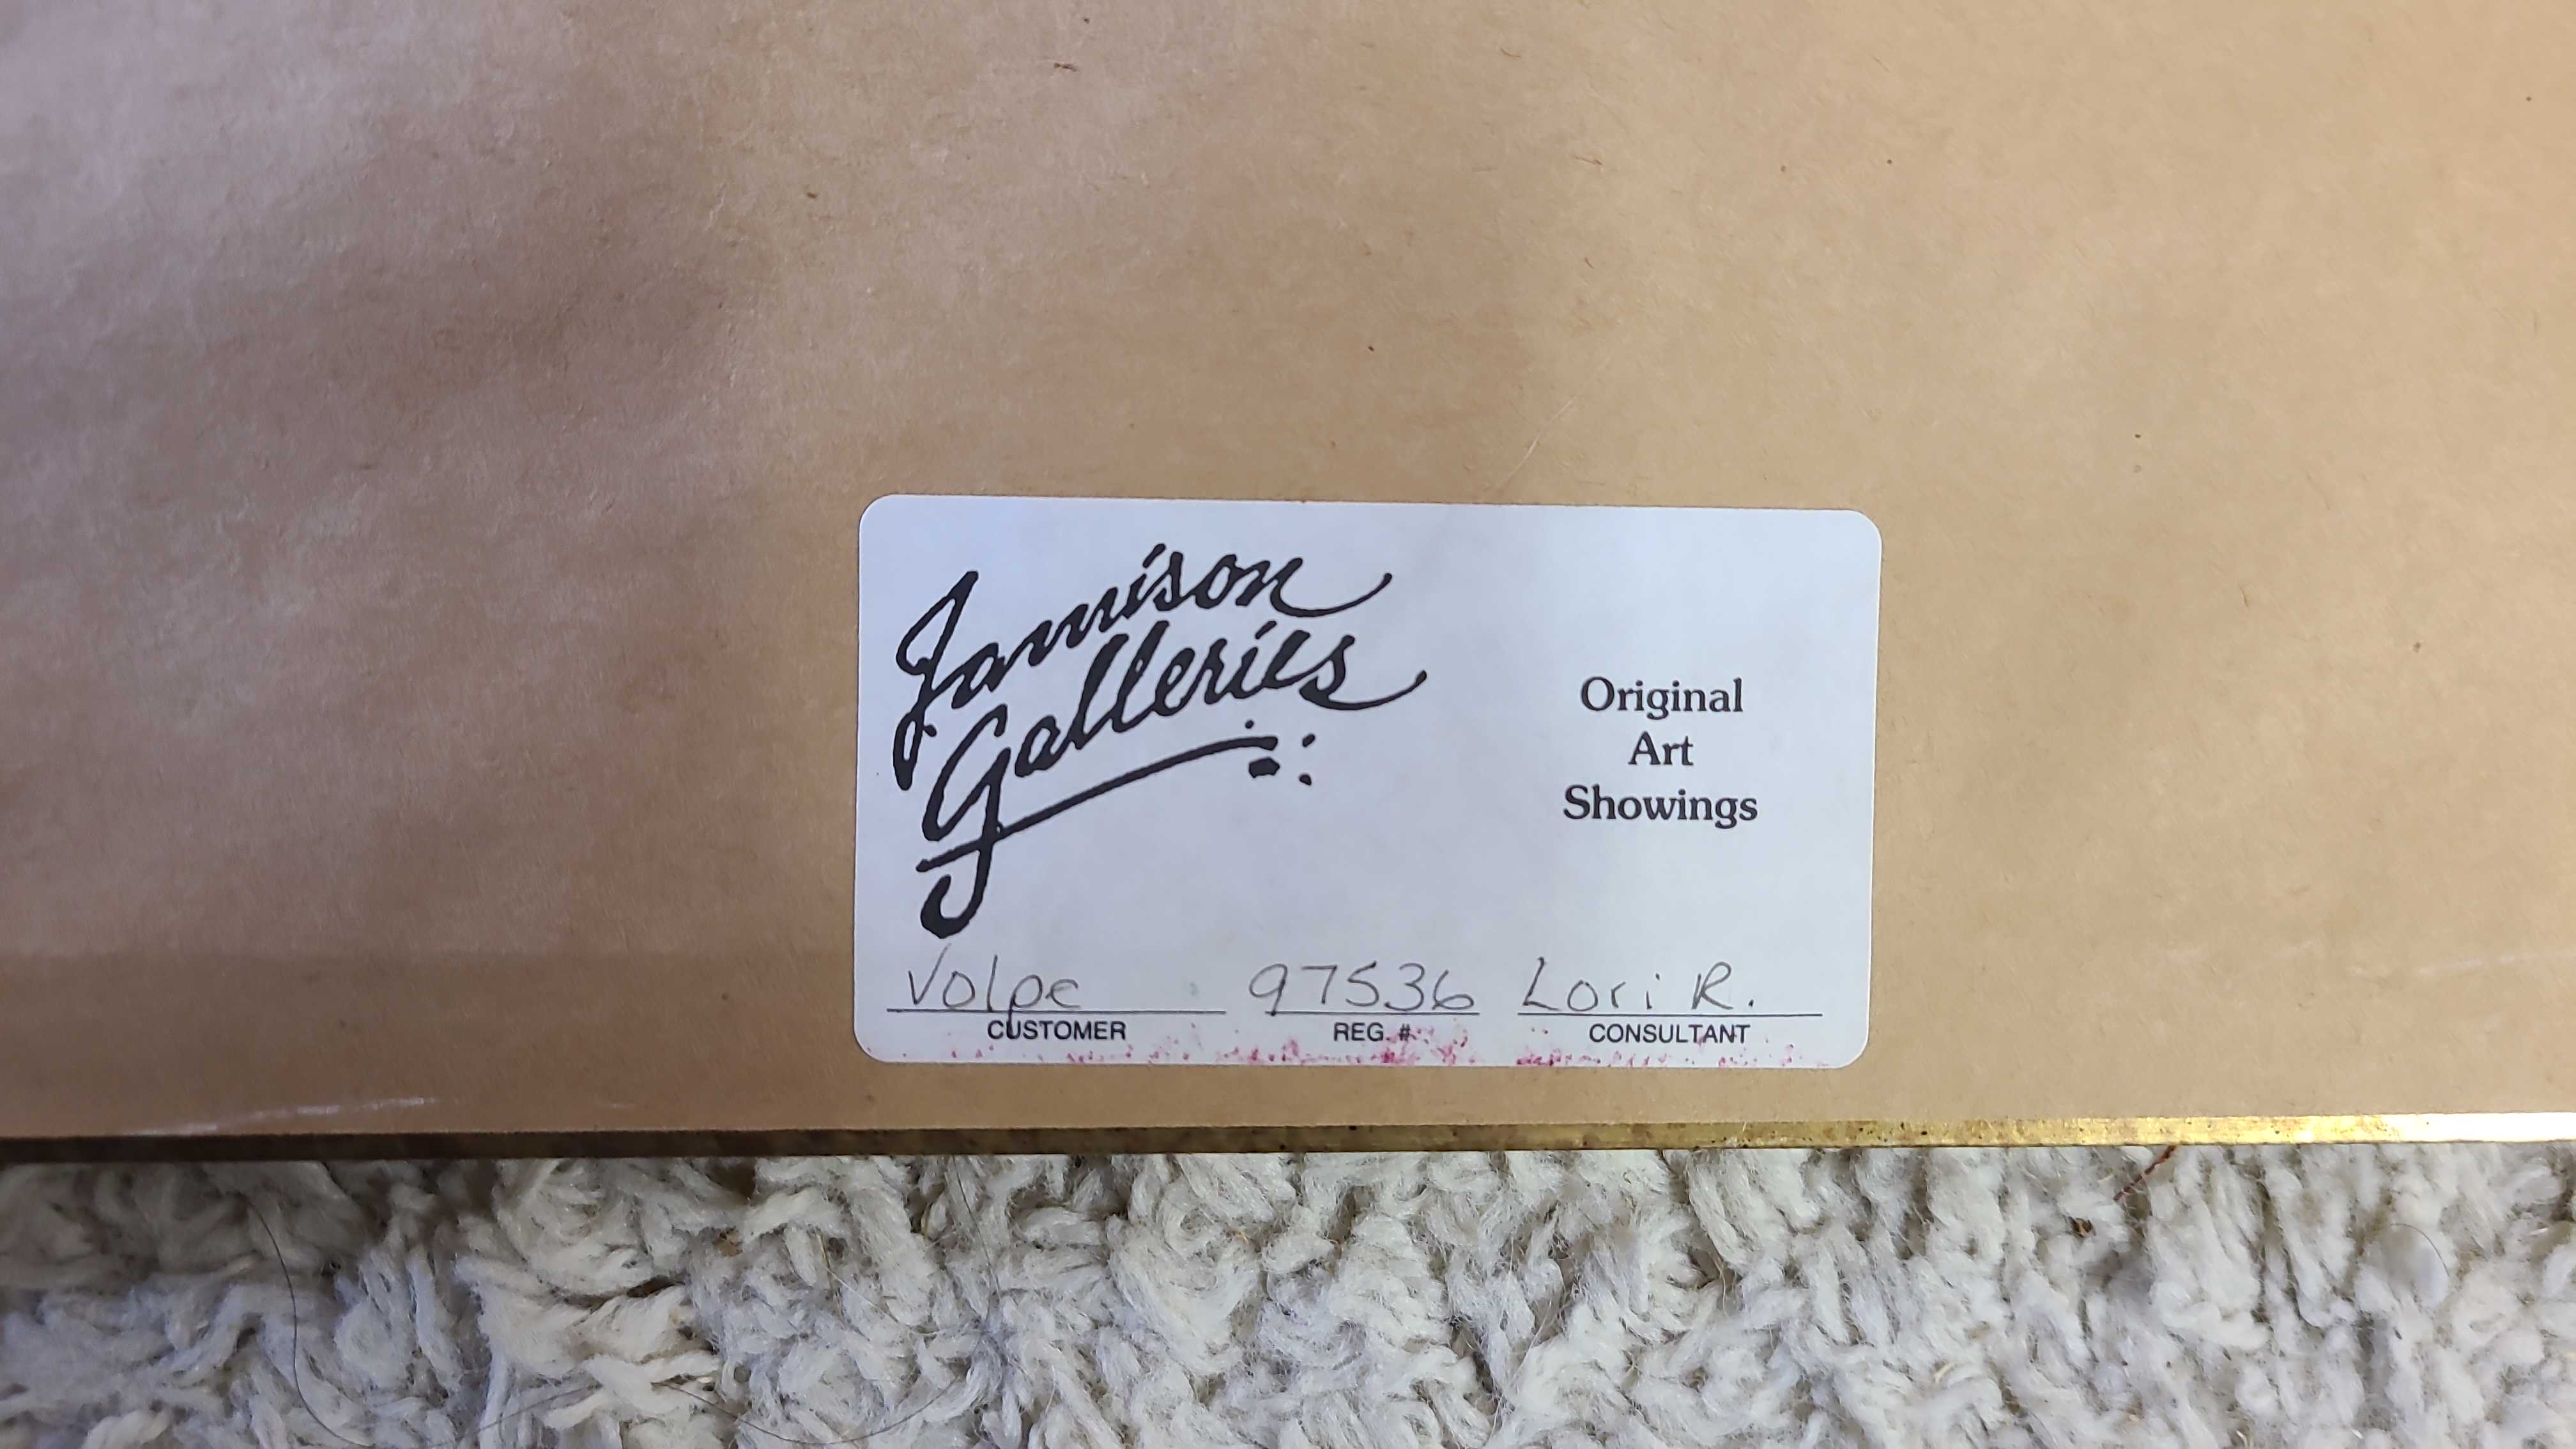 Jamison
Galleries
Original
Art
Showings
Volpe 97536 Lori R.
CUSTOMER REG. # CONSULTANT